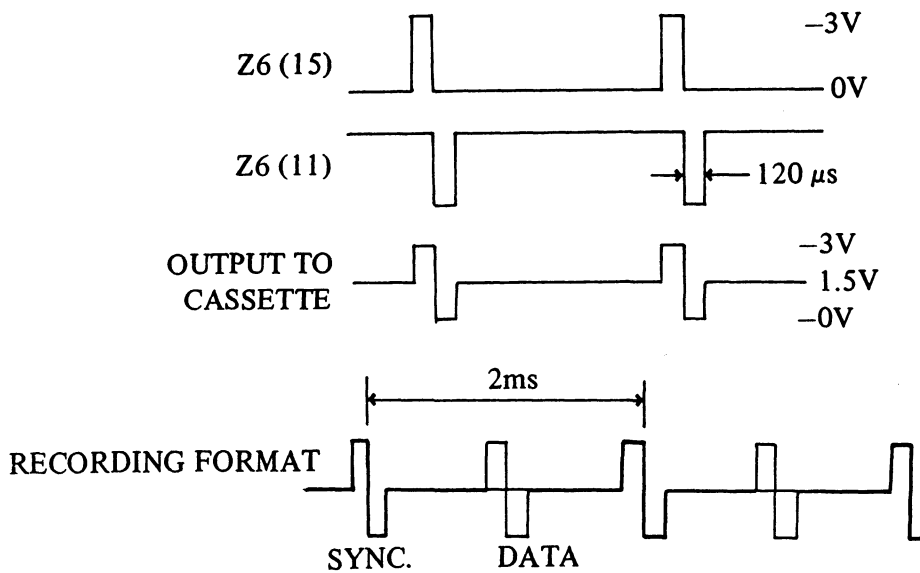 –3V
Z6 (15)
0V
Z6 (11)
120 μs
–3V
OUTPUT TO
CASSETTE
1.5V
–0V
2ms
RECORDING FORMAT
SYNC. DATA